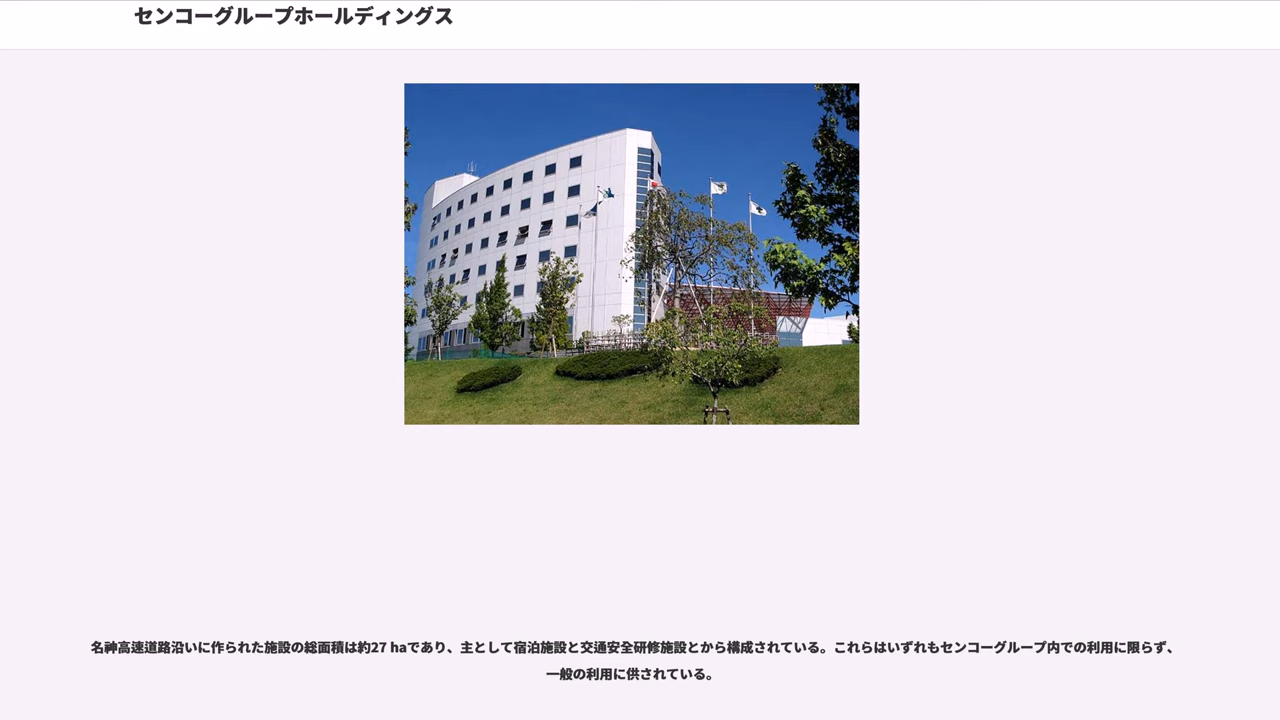 センコーグループホールディングス
名神高速道路沿いに作られた施設の総面積は約27 haであり、主として宿泊施設と交通安全研修施設とから構成されている。これらはいずれもセンコーグループ内での利用に限らず、
一般の利用に供されている。